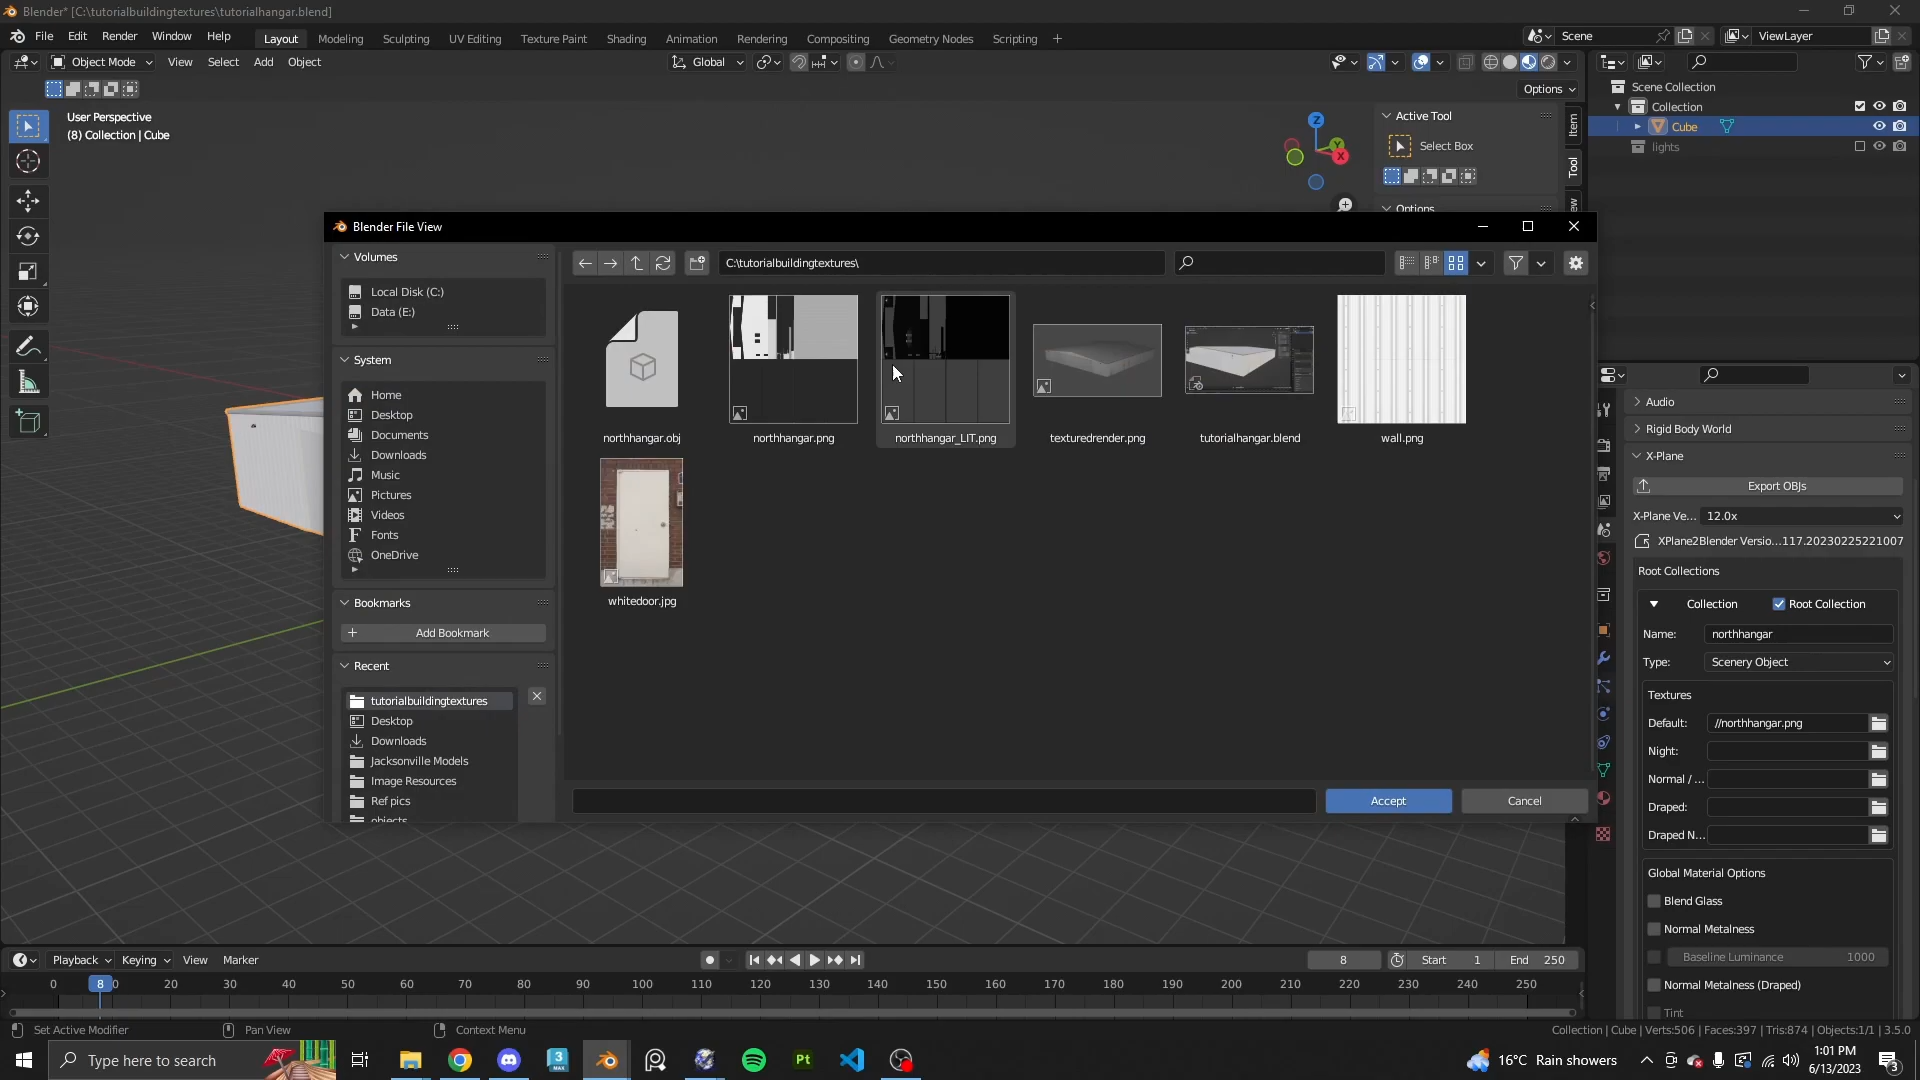 Blender* [C:\tutorialbuildingtextures\tutorialhangar.blend]
File Edit Render Window Help Layout Modeling Sculpting UV Editing Texture Paint Shading Animation Rendering Compositing Geometry Nodes Scripting + Scene ViewLayer
Object Mode View Select Add Object Global
Options
User Perspective
(8) Collection | Cube
Z Y X
Active Tool
Select Box
Options
Item
Tool
Scene Collection
Collection
Cube
lights
Blender File View
Volumes
Local Disk (C:)
Data (E:)
System
Home
Desktop
Documents
Downloads
Music
Pictures
Videos
Fonts
OneDrive
Bookmarks
Add Bookmark
Recent
tutorialbuildingtextures
Desktop
Downloads
Jacksonville Models
Image Resources
Ref pics
objects
C:\tutorialbuildingtextures\
northhangar.obj northhangar.png northhangar_LIT.png texturedrender.png tutorialhangar.blend wall.png
whitedoor.jpg
Accept Cancel
Audio
Rigid Body World
X-Plane
Export OBJs
X-Plane Ve... 12.0x
XPlane2Blender Versio...117.20230225221007
Root Collections
Collection Root Collection
Name: northhangar
Type: Scenery Object
Textures
Default: //northhangar.png
Night:
Normal / ...
Draped:
Draped N...
Global Material Options
Blend Glass
Normal Metalness
Baseline Luminance 1000
Normal Metalness (Draped)
Tint
Playback Keying View Marker 8 Start 1 End 250
0 8 20 30 40 50 60 70 80 90 100 110 120 130 140 150 160 170 180 190 200 210 220 230 240 250
Set Active Modifier Pan View Context Menu Collection | Cube | Verts:506 | Faces:397 | Tris:874 | Objects:1/1 | 3.5.0
Type here to search 3 MAX Pt 16°C Rain showers 1:01 PM
6/13/2023 3